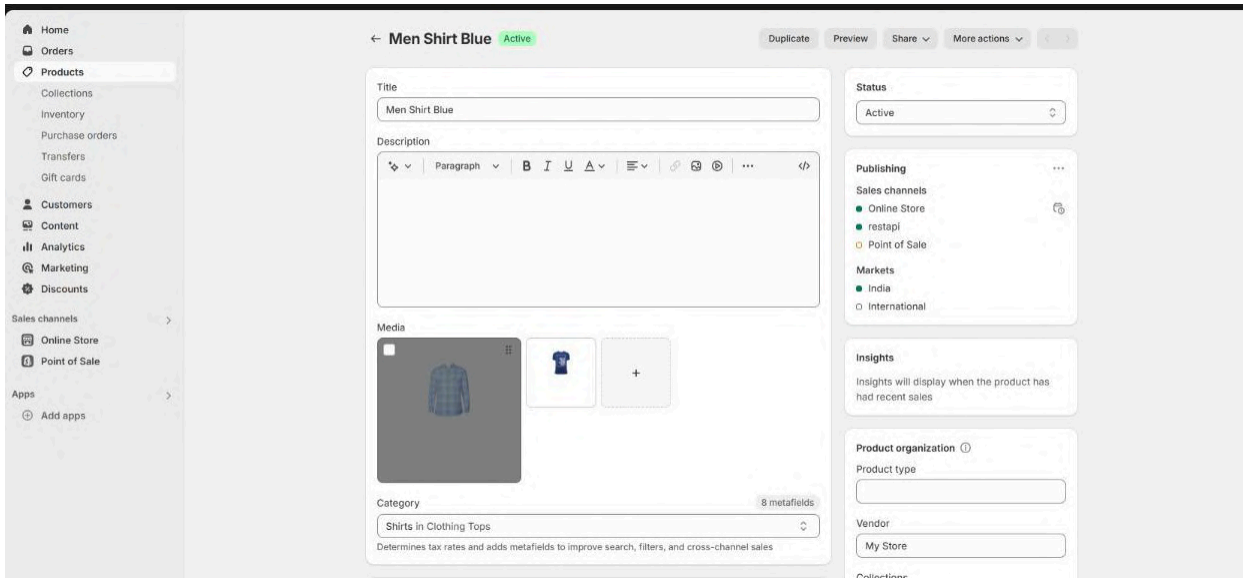 Home
Orders
Products
Collections
Inventory
Purchase orders
Transfers
Gift cards
Customers
Content
Analytics
Marketing
Discounts
Sales channels
Online Store
Point of Sale
Apps
Add apps
Men Shirt Blue Active
Duplicate Preview Share More actions
Title
Men Shirt Blue
Description
Paragraph B I U A
Media
Category 8 metafields
Shirts in Clothing Tops
Determines tax rates and adds metafields to improve search, filters, and cross-channel sales
Status
Active
Publishing
Sales channels
Online Store
restapi
Point of Sale
Markets
India
International
Insights
Insights will display when the product has
had recent sales
Product organization
Product type
Vendor
My Store
Collections